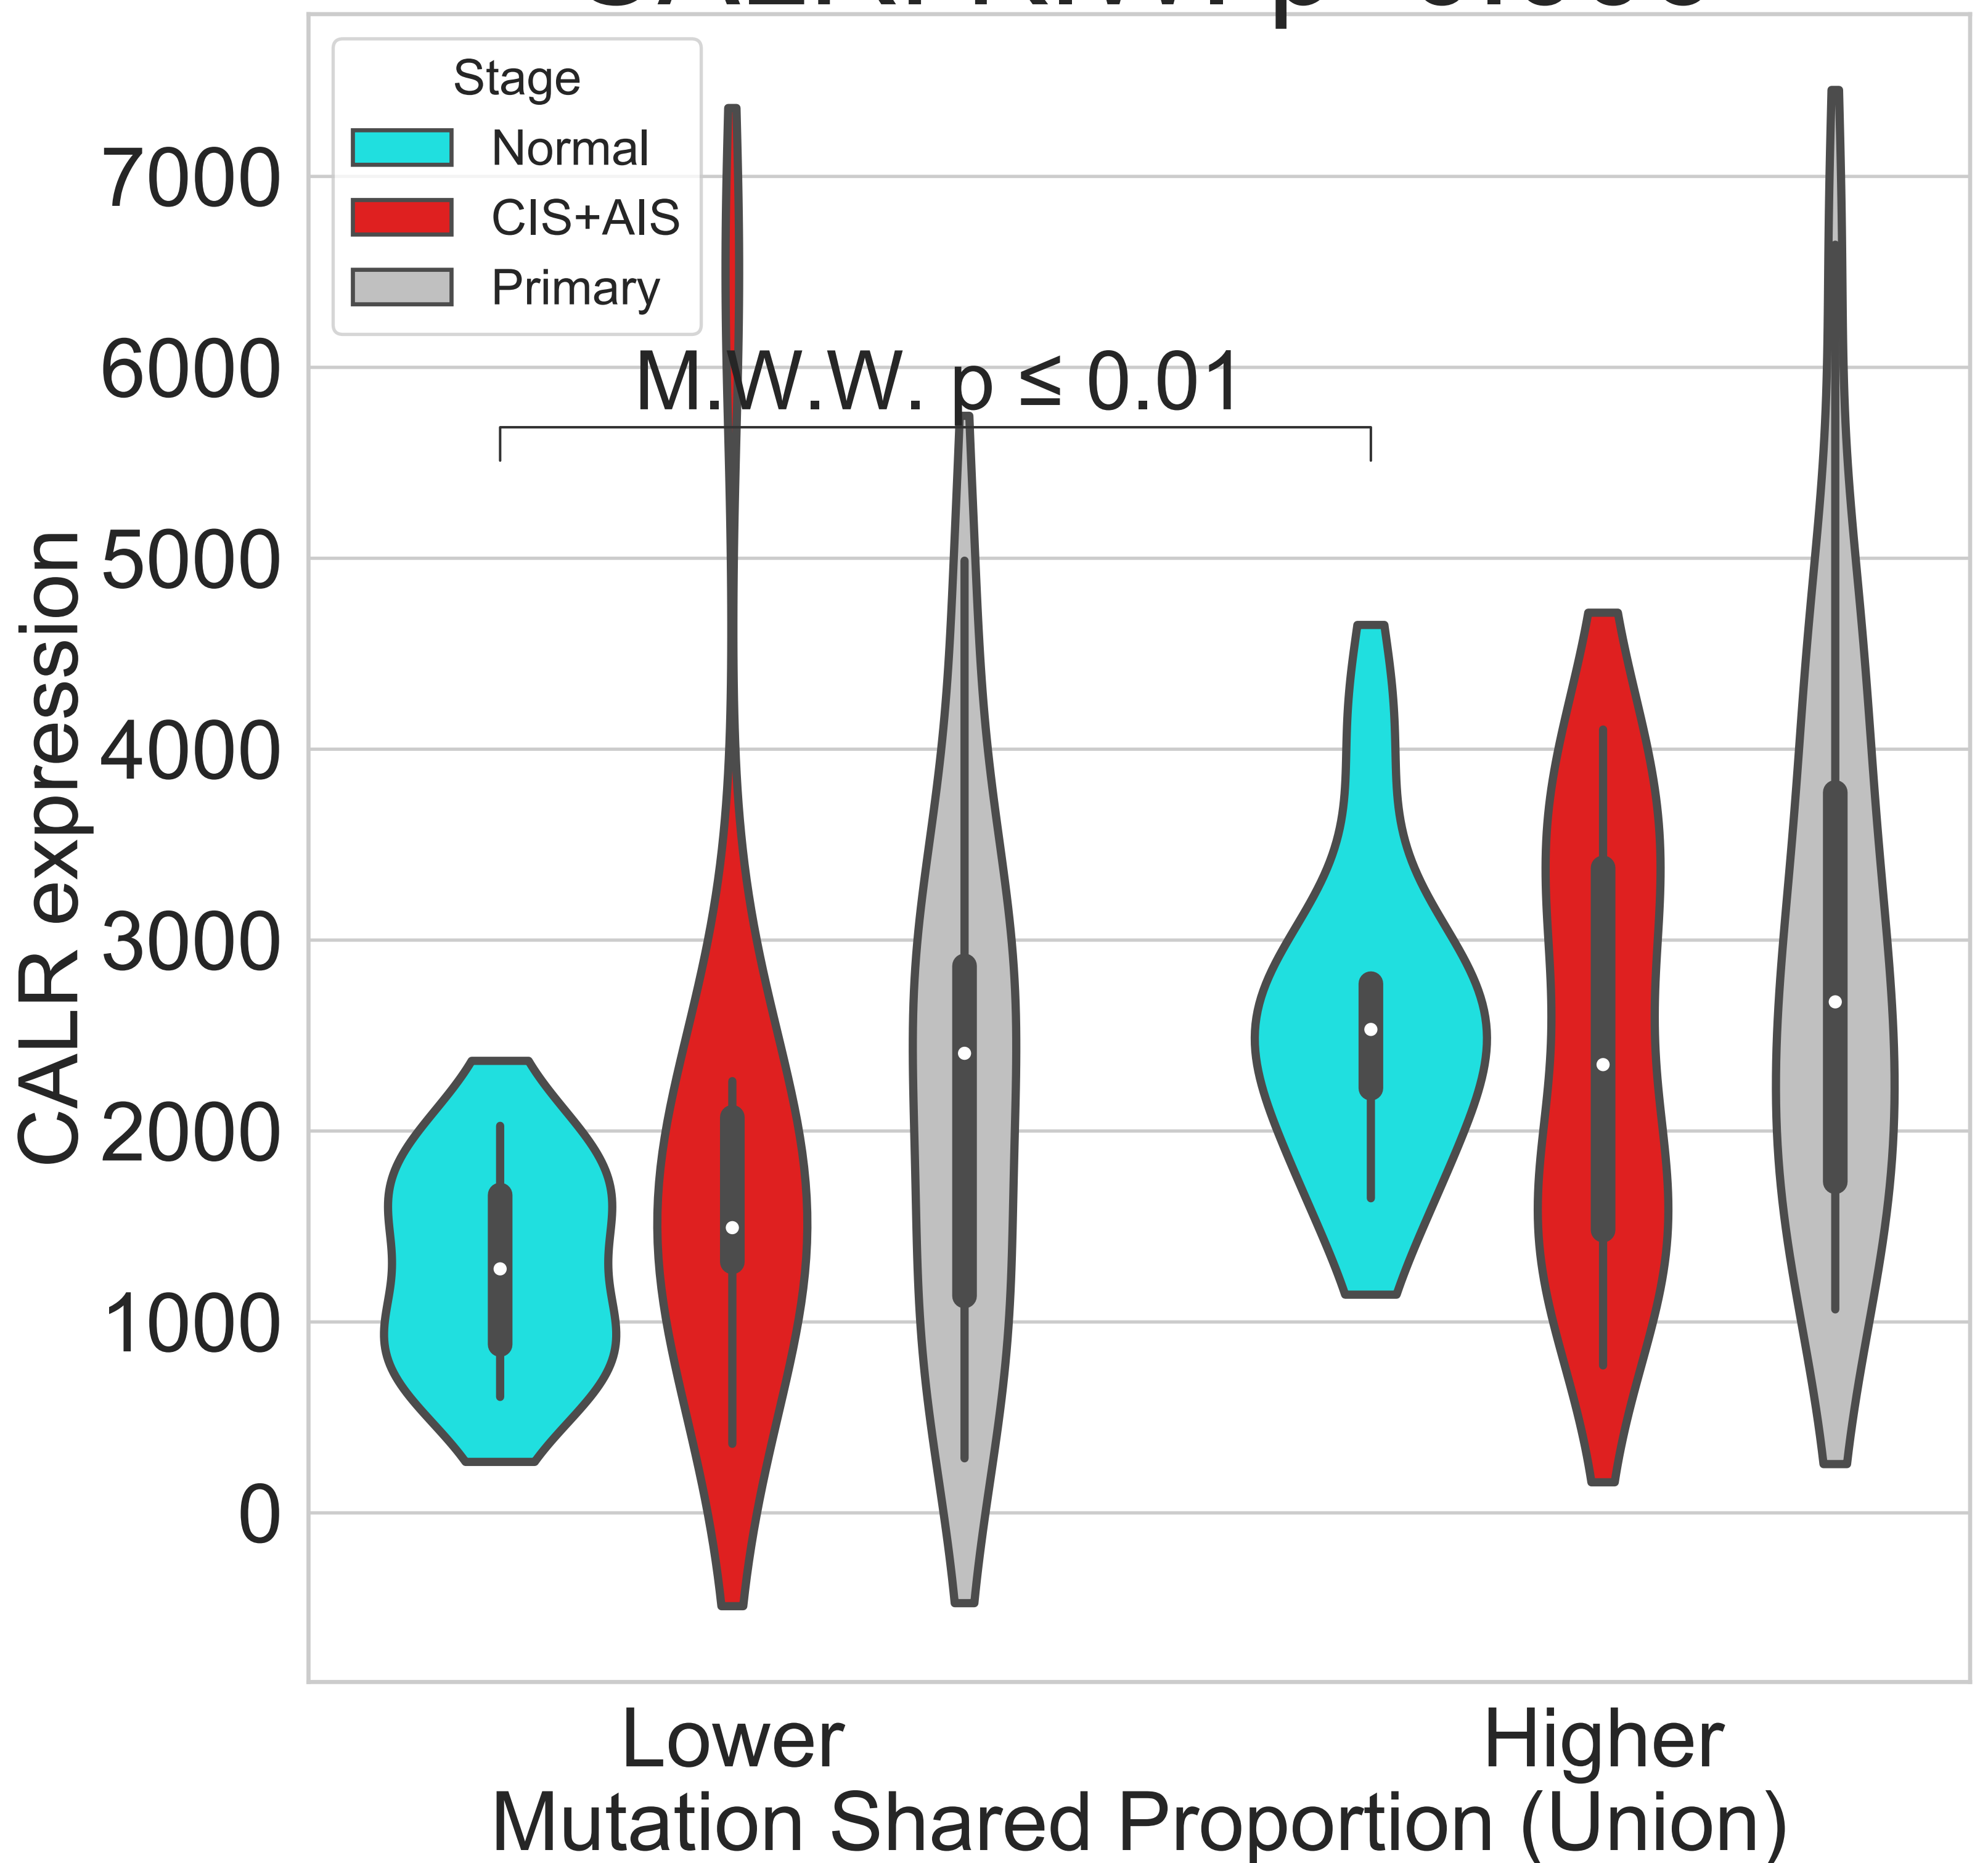 Stage
Normal
CIS+AIS
Primary
M.W.W. p ≤ 0.01
7000
6000
5000
4000
3000
2000
1000
0
CALR expression
Lower
Higher
Mutation Shared Proportion (Union)